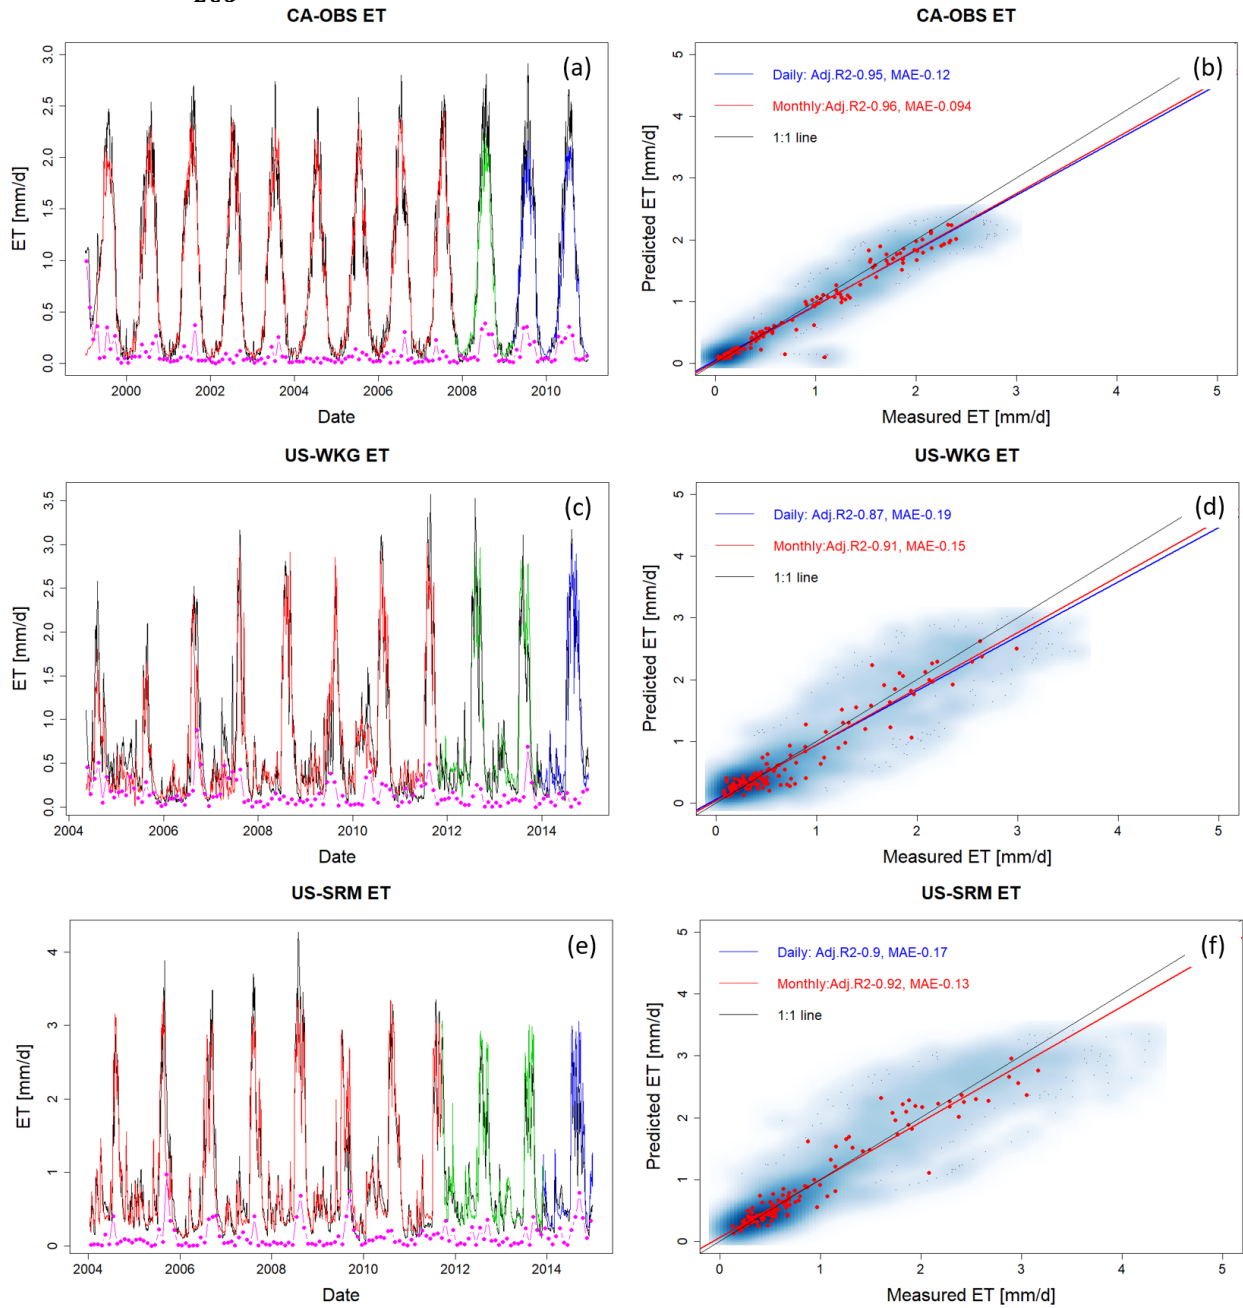 CA-OBS ET
CA-OBS ET
(a)
ET [mm/d]
0.0 0.5 1.0 1.5 2.0 2.5 3.0
2000 2002 2004 2006 2008 2010
Date
(b)
Daily: Adj.R2-0.95, MAE-0.12
Monthly:Adj.R2-0.96, MAE-0.094
1:1 line
Predicted ET [mm/d]
0 1 2 3 4 5
0 1 2 3 4 5
Measured ET [mm/d]
US-WKG ET
US-WKG ET
(c)
ET [mm/d]
0.0 0.5 1.0 1.5 2.0 2.5 3.0 3.5
2004 2006 2008 2010 2012 2014
Date
(d)
Daily: Adj.R2-0.87, MAE-0.19
Monthly:Adj.R2-0.91, MAE-0.15
1:1 line
Predicted ET [mm/d]
0 1 2 3 4 5
0 1 2 3 4 5
Measured ET [mm/d]
US-SRM ET
US-SRM ET
(e)
ET [mm/d]
0 1 2 3 4
2004 2006 2008 2010 2012 2014
Date
(f)
Daily: Adj.R2-0.9, MAE-0.17
Monthly:Adj.R2-0.92, MAE-0.13
1:1 line
Predicted ET [mm/d]
0 1 2 3 4 5
0 1 2 3 4 5
Measured ET [mm/d]